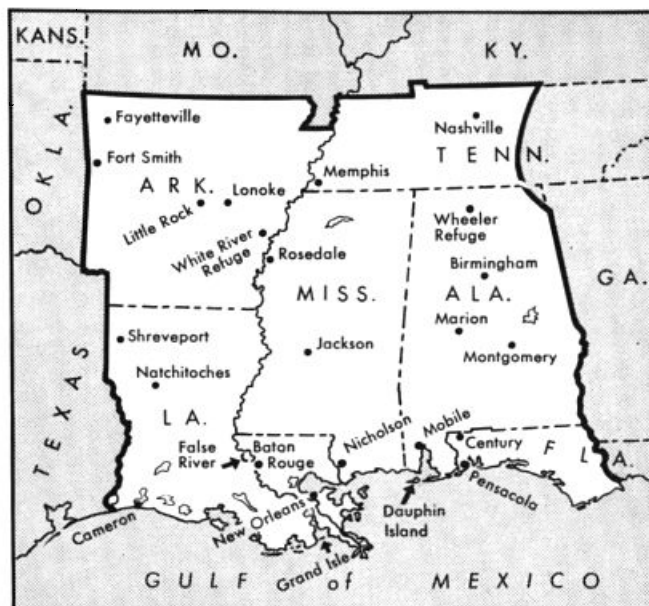 KANS.
MO.
KY.
OKLA.
Fayetteville
Nashville
TENN.
Fort Smith
ARK.
Lonoke
Memphis
Little Rock
White River
Refuge
Rosedale
Wheeler
Refuge
Birmingham
GA.
MISS.
ALA.
Shreveport
Jackson
Marion
Montgomery
TEXAS
Natchitoches
LA.
False
River
Baton
Rouge
Nicholson
Mobile
Century
FLA.
Pensacola
Cameron
New Orleans
Dauphin
Island
Grand Isle
GULF of MEXICO